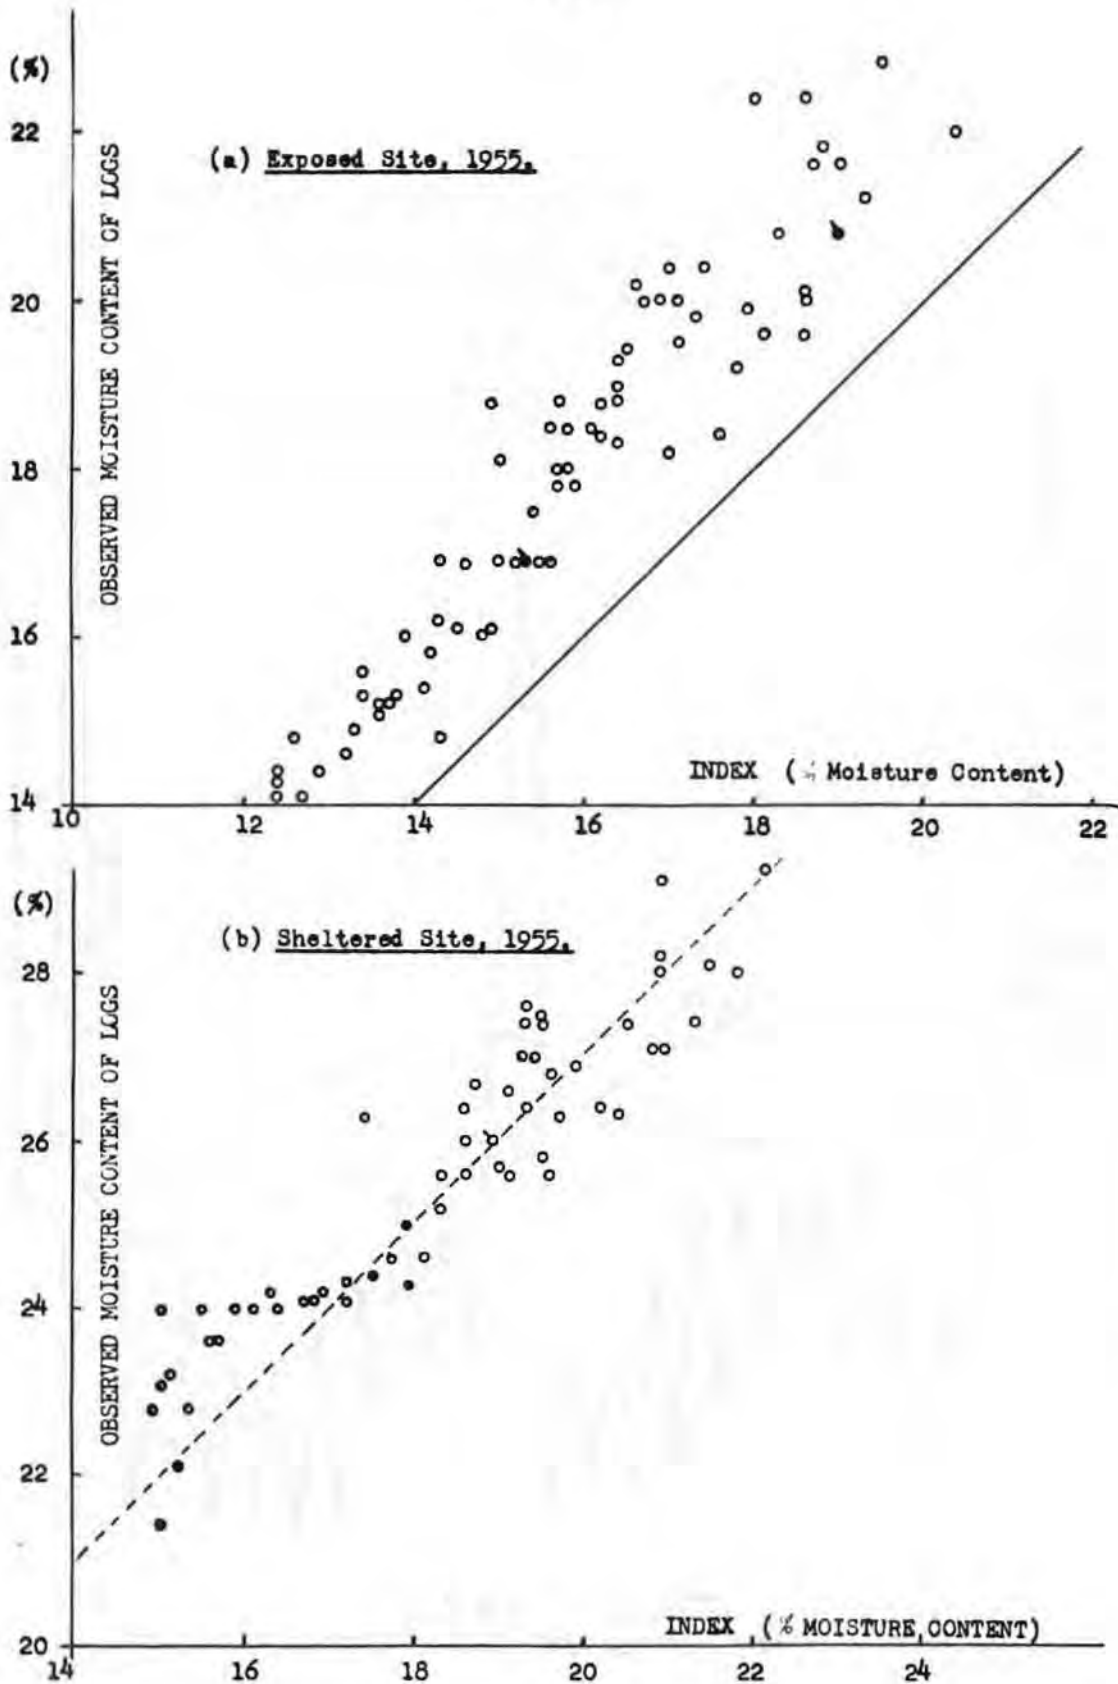 (%)
22
20
18
16
14
OBSERVED MOISTURE CONTENT OF LOGS
(a) Exposed Site, 1955.
INDEX (% Moisture Content)
10 12 14 16 18 20 22
(%)
28
26
24
22
20
OBSERVED MOISTURE CONTENT OF LOGS
(b) Sheltered Site, 1955.
INDEX (% MOISTURE CONTENT)
14 16 18 20 22 24